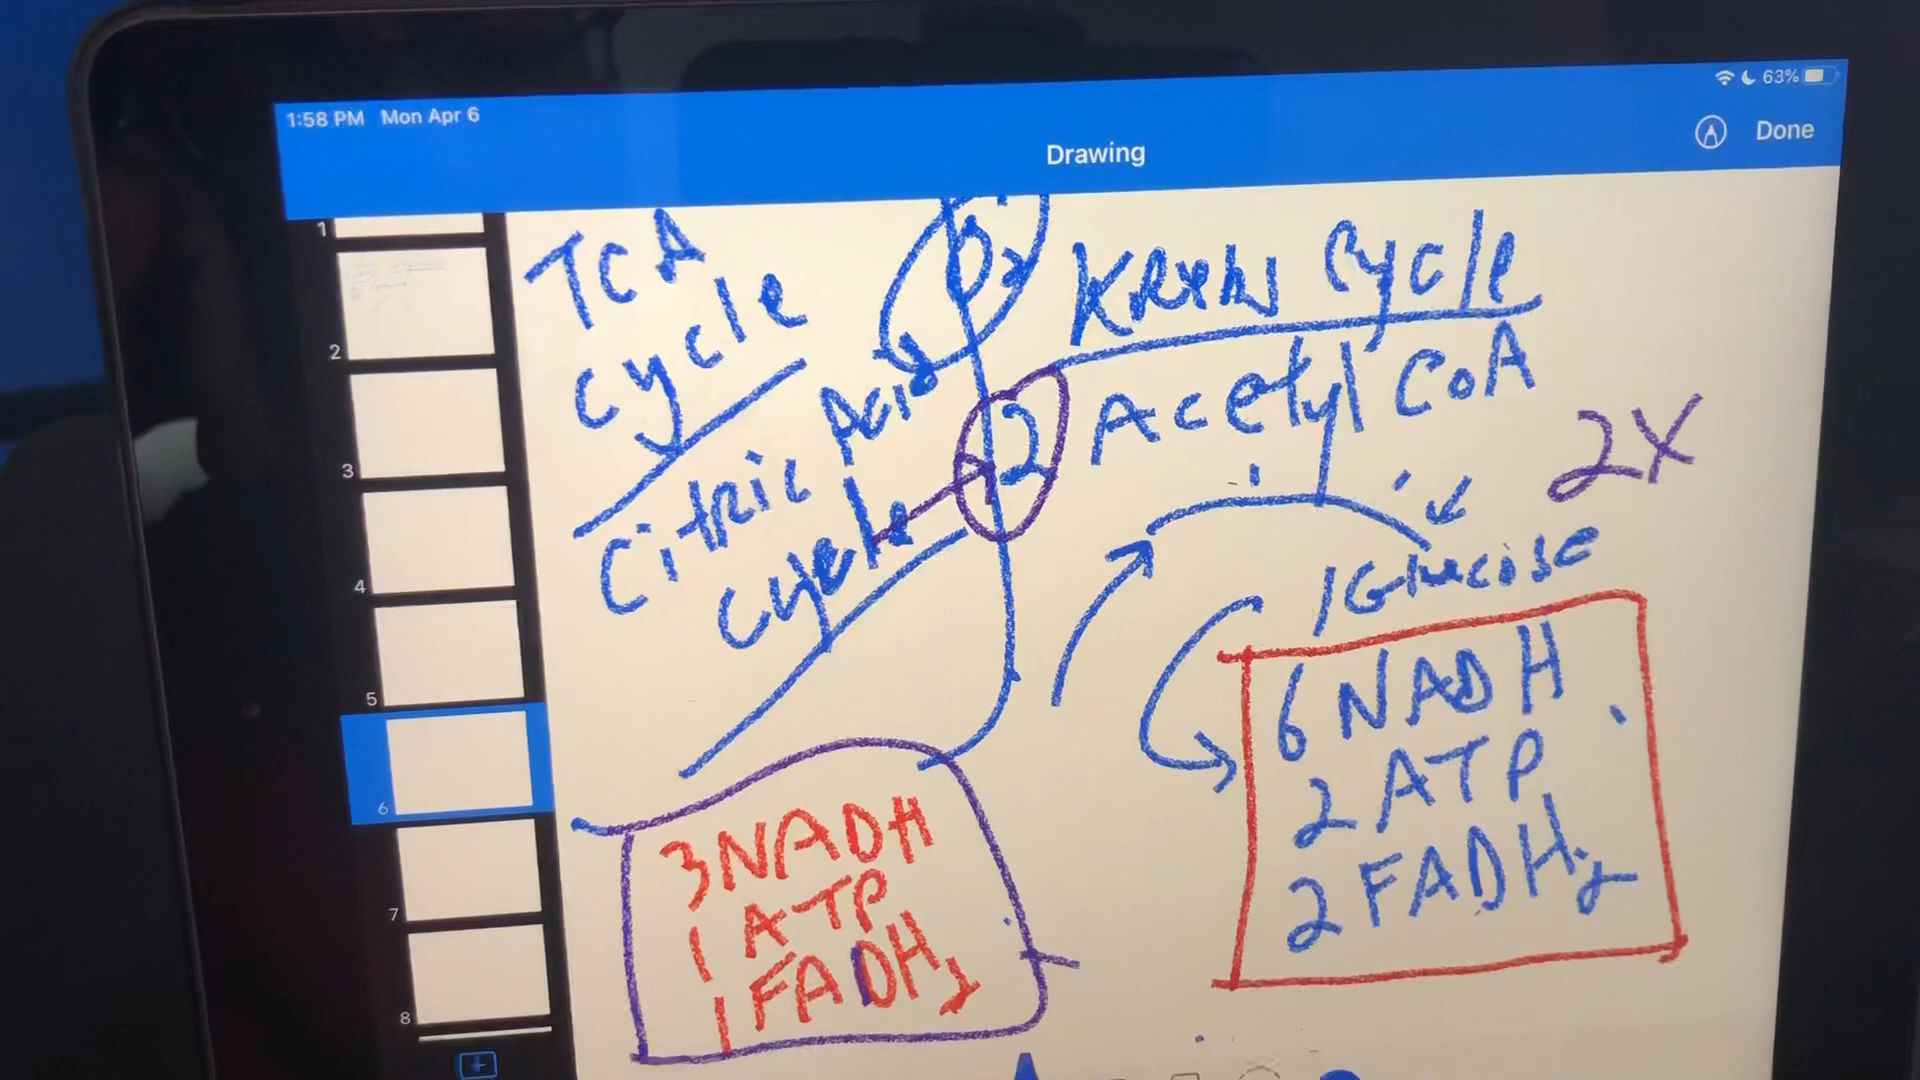 1:58 PM Mon Apr 6
63%
Drawing
Done
1
2
3
4
5
6
7
8
TCA
cycle
Citric Acid
cycle
O2
Cycle
2 Acetyl CoA
2X
1 Glucose
6 NADH
2 ATP
2 FADH2
3 NADH
1 ATP
1 FADH2